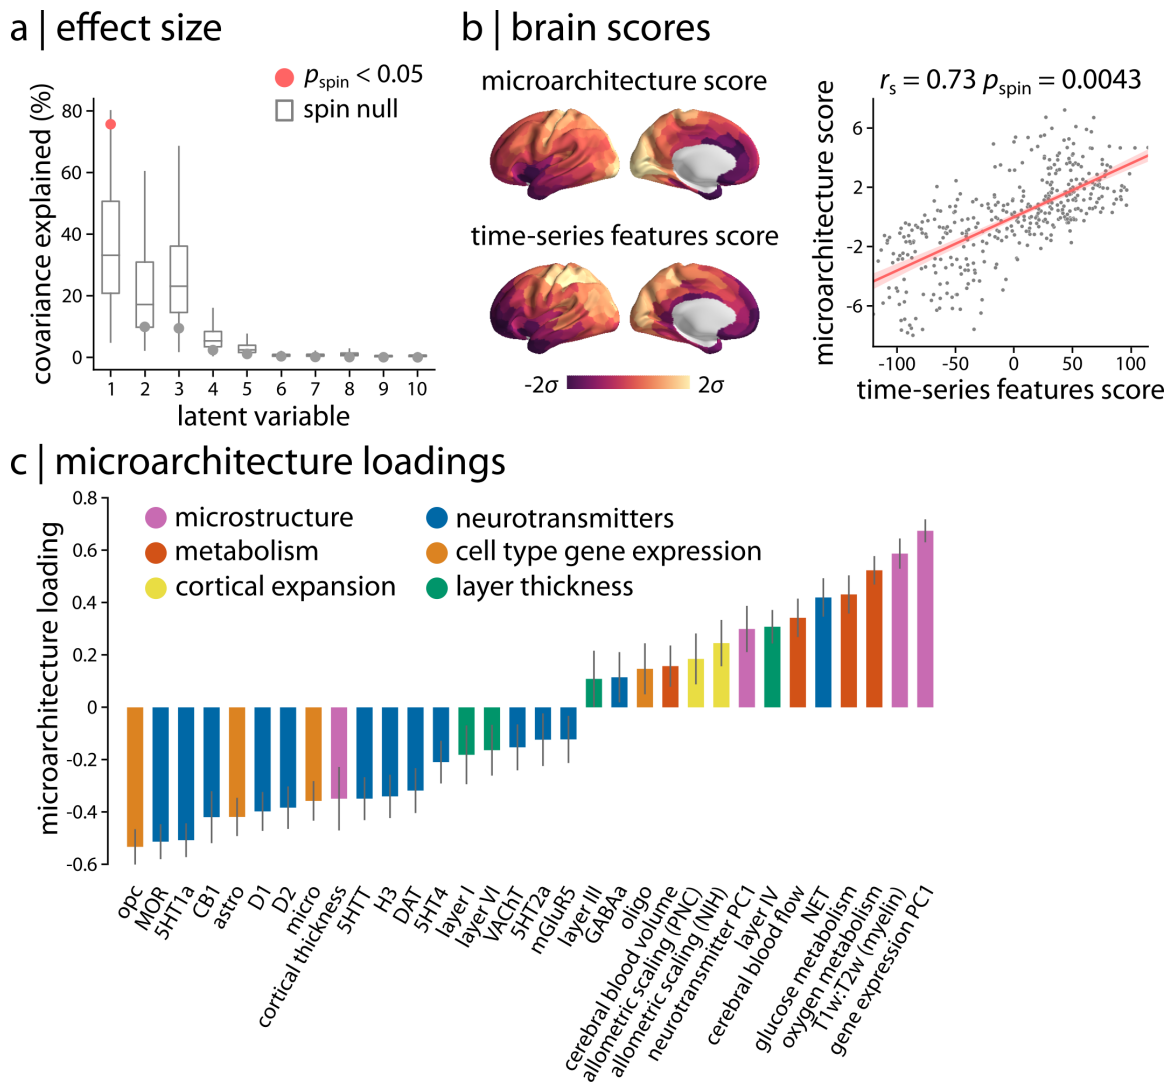 a | effect size
pspin < 0.05
spin null
covariance explained (%)
80
60
40
20
0
1 2 3 4 5 6 7 8 9 10
latent variable
b | brain scores
microarchitecture score
time-series features score
-2σ 2σ
rs = 0.73 pspin = 0.0043
microarchitecture score
6
2
-2
-6
-100 -50 0 50 100
time-series features score
c | microarchitecture loadings
microstructure
metabolism
cortical expansion
neurotransmitters
cell type gene expression
layer thickness
microarchitecture loading
0.8
0.6
0.4
0.2
0
-0.2
-0.4
-0.6
opc
MOR
5HT1a
CB1
astro
D1
D2
micro
cortical thickness
5HTT
H3
DAT
5HT4
layer I
layer VI
VAChT
5HT2a
mGluR5
layer III
GABAa
oligo
cerebral blood volume
allometric scaling (PNC)
allometric scaling (NIH)
neurotransmitter PC1
layer IV
cerebral blood flow
NET
glucose metabolism
oxygen metabolism
T1w:T2w (myelin)
gene expression PC1